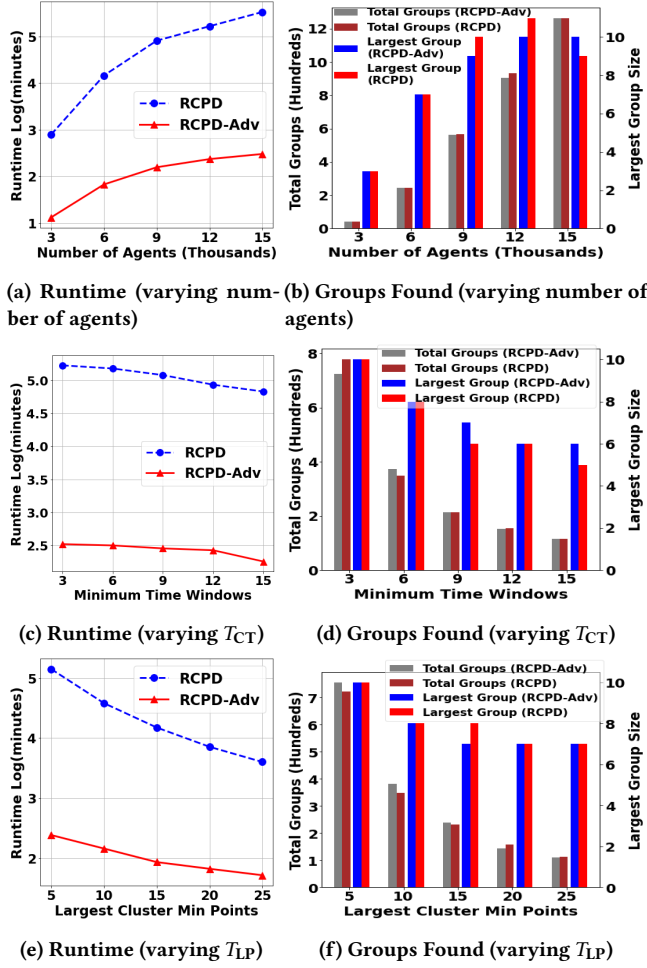 5
4
3
2
1
Runtime Log(minutes)
RCPD
RCPD-Adv
3 6 9 12 15
Number of Agents (Thousands)
12
10
8
6
4
2
0
Total Groups (Hundreds)
Total Groups (RCPD-Adv)
Total Groups (RCPD)
Largest Group
(RCPD-Adv)
Largest Group
(RCPD)
10
8
6
4
2
0
Largest Group Size
3 6 9 12 15
Number of Agents (Thousands)
(a) Runtime (varying num-
ber of agents)
(b) Groups Found (varying number of
agents)
5.0
4.5
4.0
3.5
3.0
2.5
Runtime Log(minutes)
RCPD
RCPD-Adv
3 6 9 12 15
Minimum Time Windows
8
6
4
2
0
Total Groups (Hundreds)
Total Groups (RCPD-Adv)
Total Groups (RCPD)
Largest Group (RCPD-Adv)
Largest Group (RCPD)
10
8
6
4
2
0
Largest Group Size
3 6 9 12 15
Minimum Time Windows
(c) Runtime (varying T_CT)
(d) Groups Found (varying T_CT)
5
4
3
2
Runtime Log(minutes)
RCPD
RCPD-Adv
5 10 15 20 25
Largest Cluster Min Points
7
6
5
4
3
2
1
0
Total Groups (Hundreds)
Total Groups (RCPD-Adv)
Total Groups (RCPD)
Largest Group (RCPD-Adv)
Largest Group (RCPD)
10
8
6
4
2
0
Largest Group Size
5 10 15 20 25
Largest Cluster Min Points
(e) Runtime (varying T_LP)
(f) Groups Found (varying T_LP)